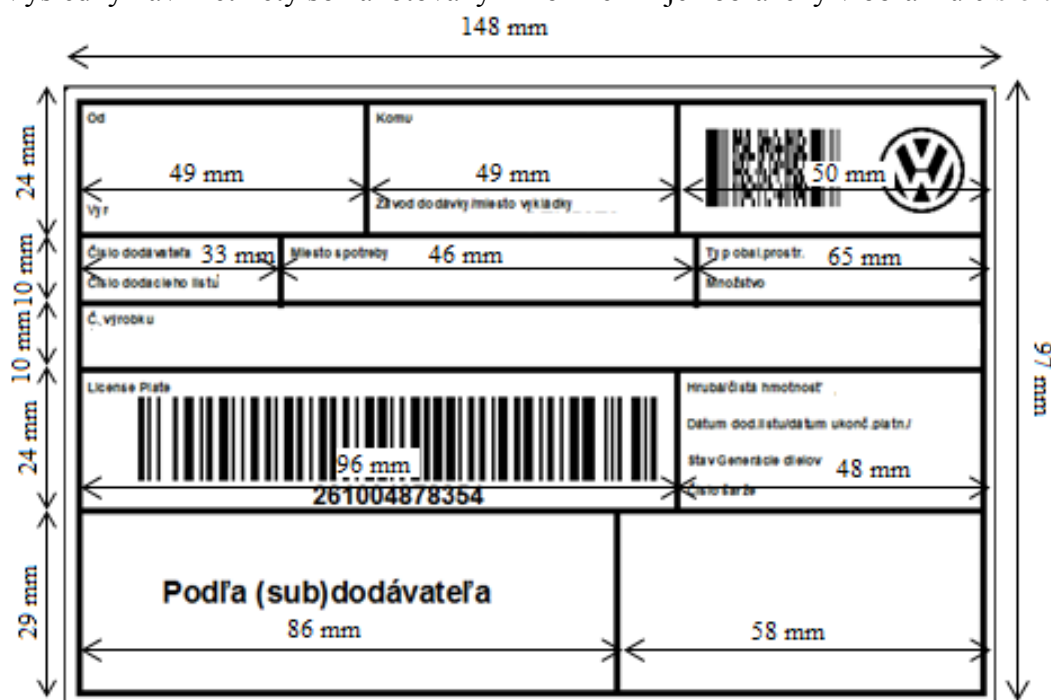 148 mm
Od
Komu
24 mm
49 mm
49 mm
50 mm
Výr
Závod dodávky/miesto vykládky
Číslo dodávateľa
33 mm
Miesto spotreby
46 mm
Typ obal.prostr.
65 mm
10 mm
Číslo dodacieho listu
Množstvo
Č. výrobku
10 mm
97 mm
License Plate
Hrubá/čistá hmotnosť
Dátum dod.listu/dátum ukonč.platn./
24 mm
Stav Generácie dielov
96 mm
48 mm
261004878354
Číslo šarže
29 mm
Podľa (sub)dodávateľa
86 mm
58 mm